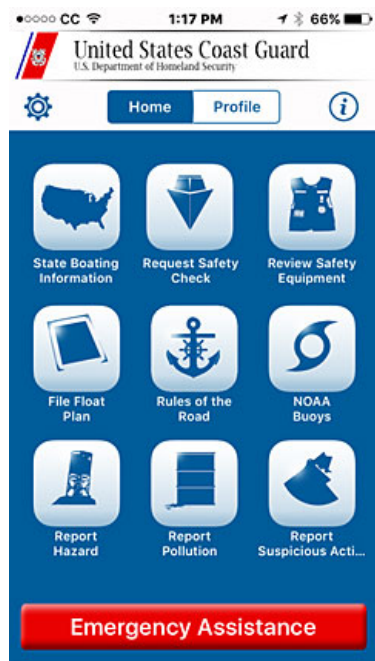 CC 1:17 PM 66%
United States Coast Guard
U.S. Department of Homeland Security
Home Profile
State Boating Request Safety Review Safety
Information Check Equipment
File Float Rules of the NOAA
Plan Road Buoys
Report Report Report
Hazard Pollution Suspicious Acti...
Emergency Assistance